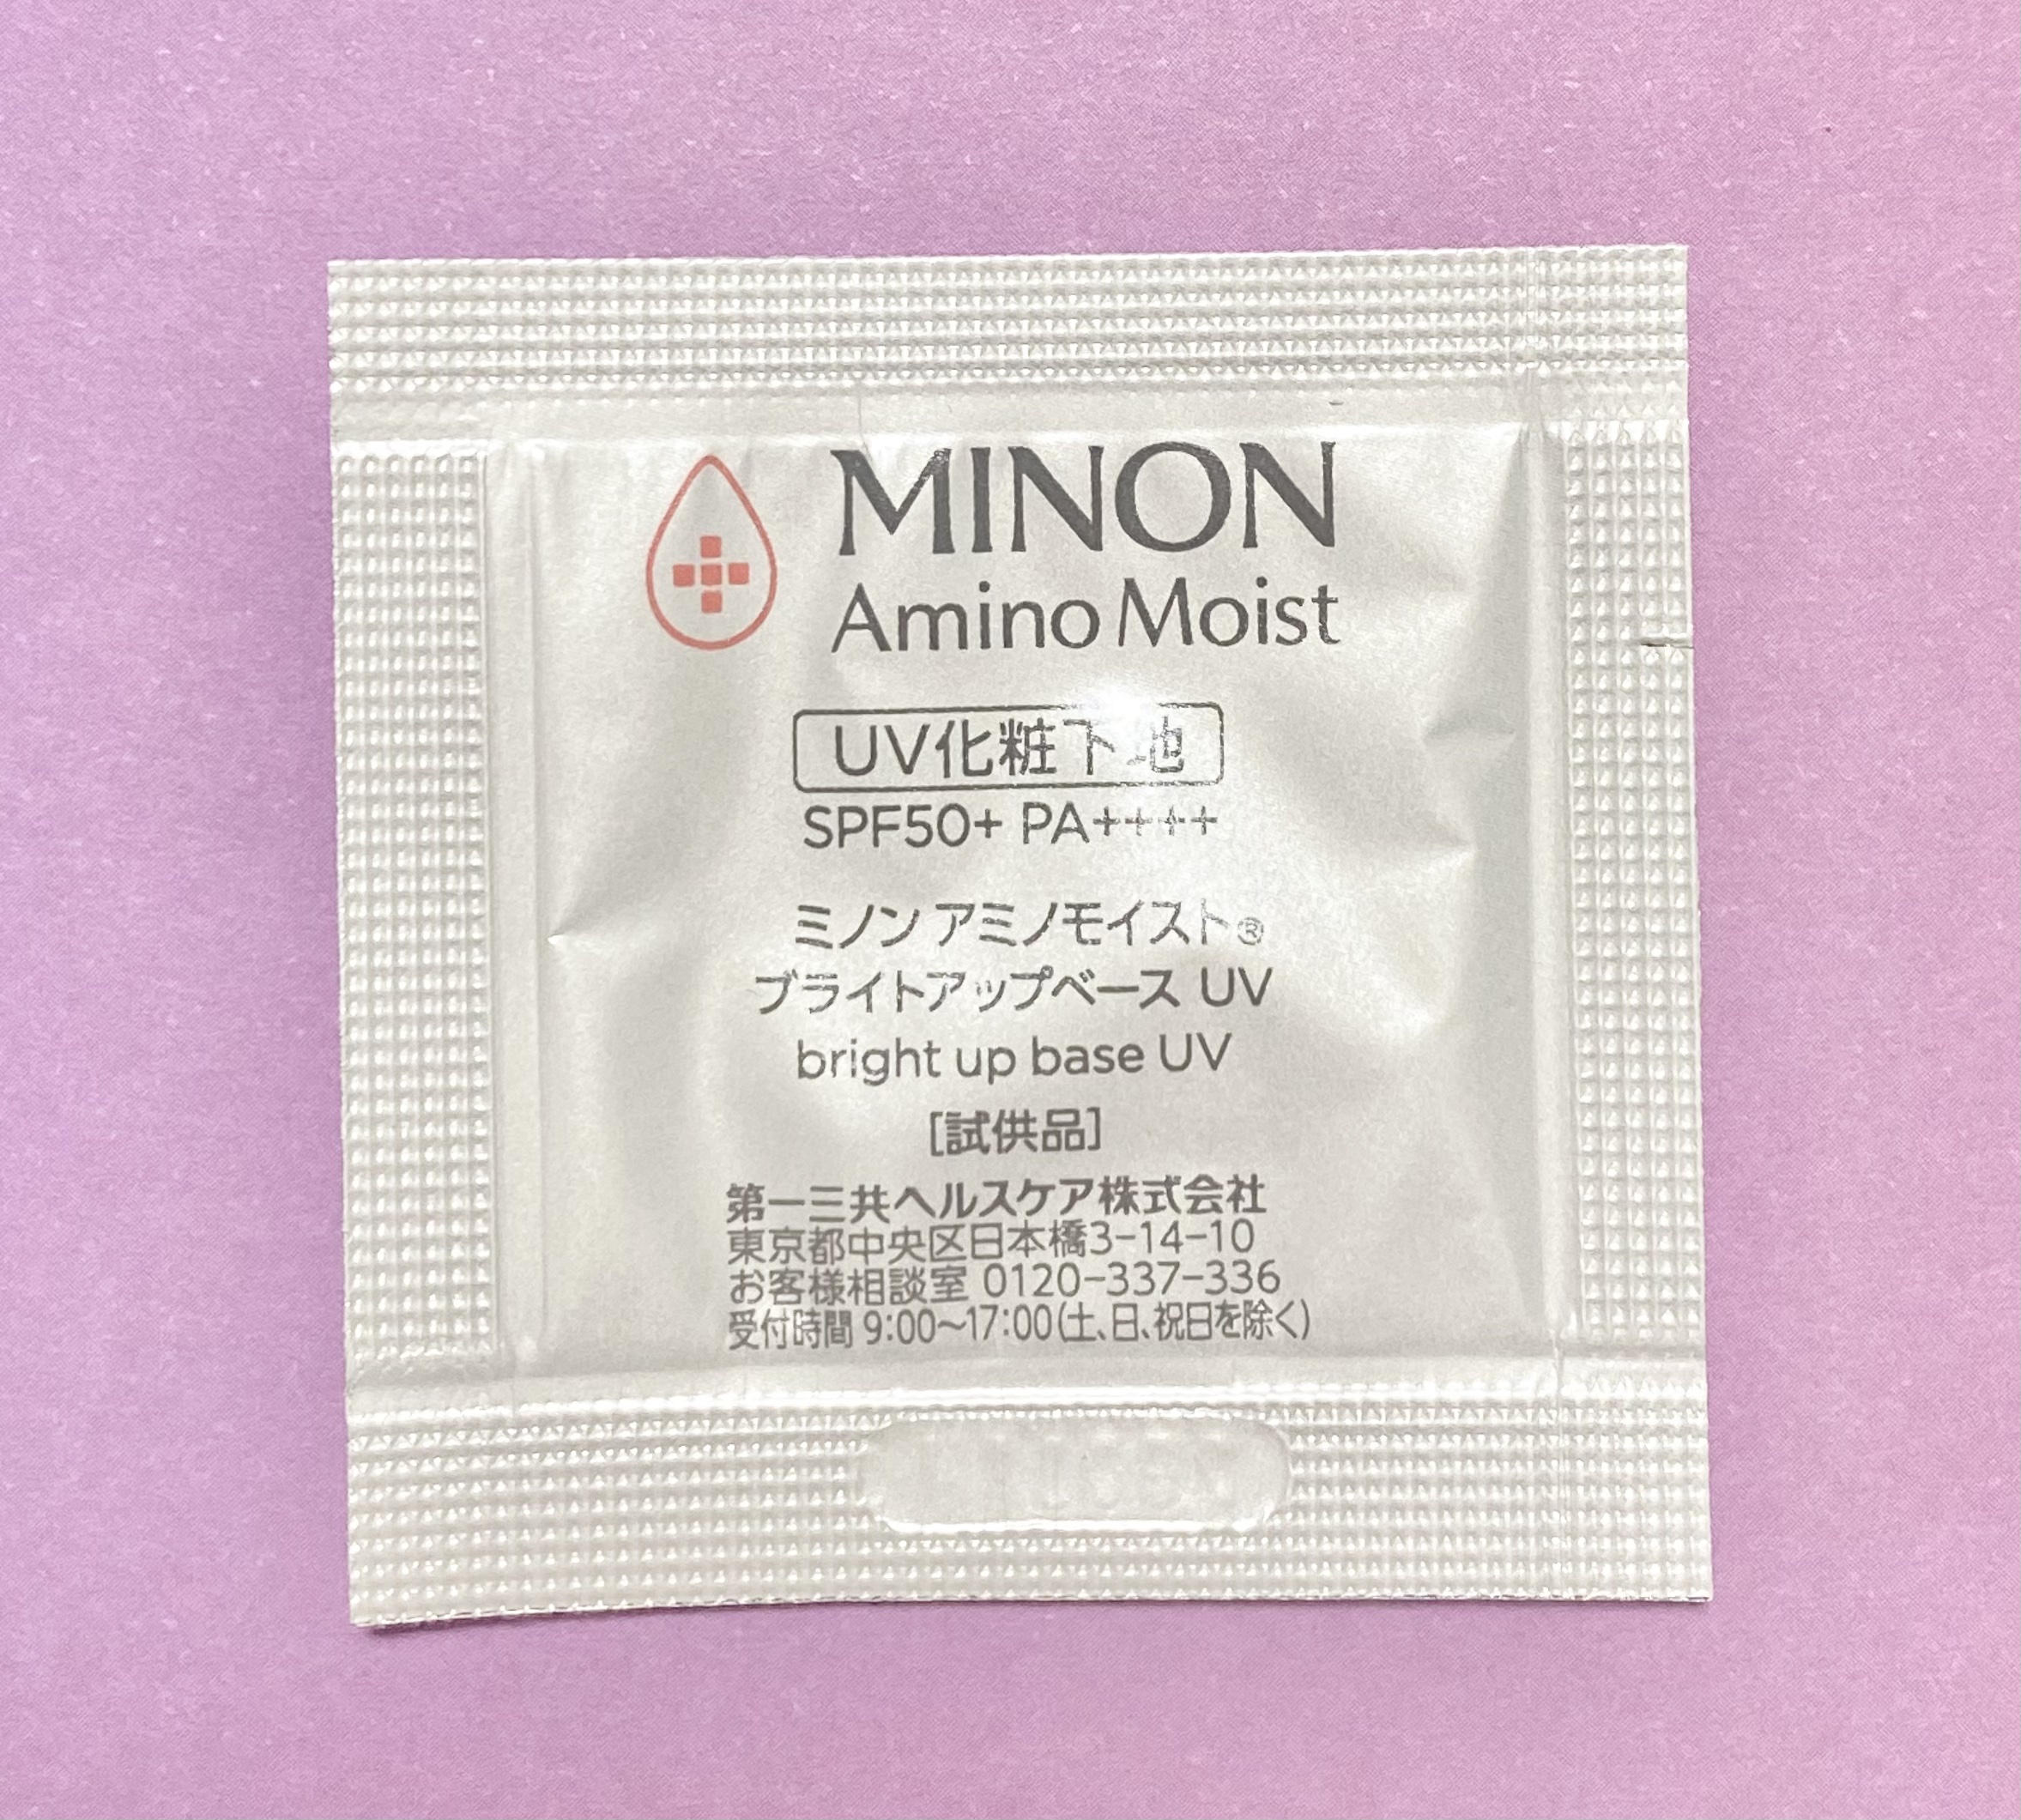 MINON
Amino Moist
UV化粧下地
SPF50+ PA++++
ミノン アミノモイスト®
ブライトアップベース UV
bright up base UV
[試供品]
第一三共ヘルスケア株式会社
東京都中央区日本橋3-14-10
お客様相談室 0120-337-336
受付時間 9:00〜17:00(土、日、祝日を除く)